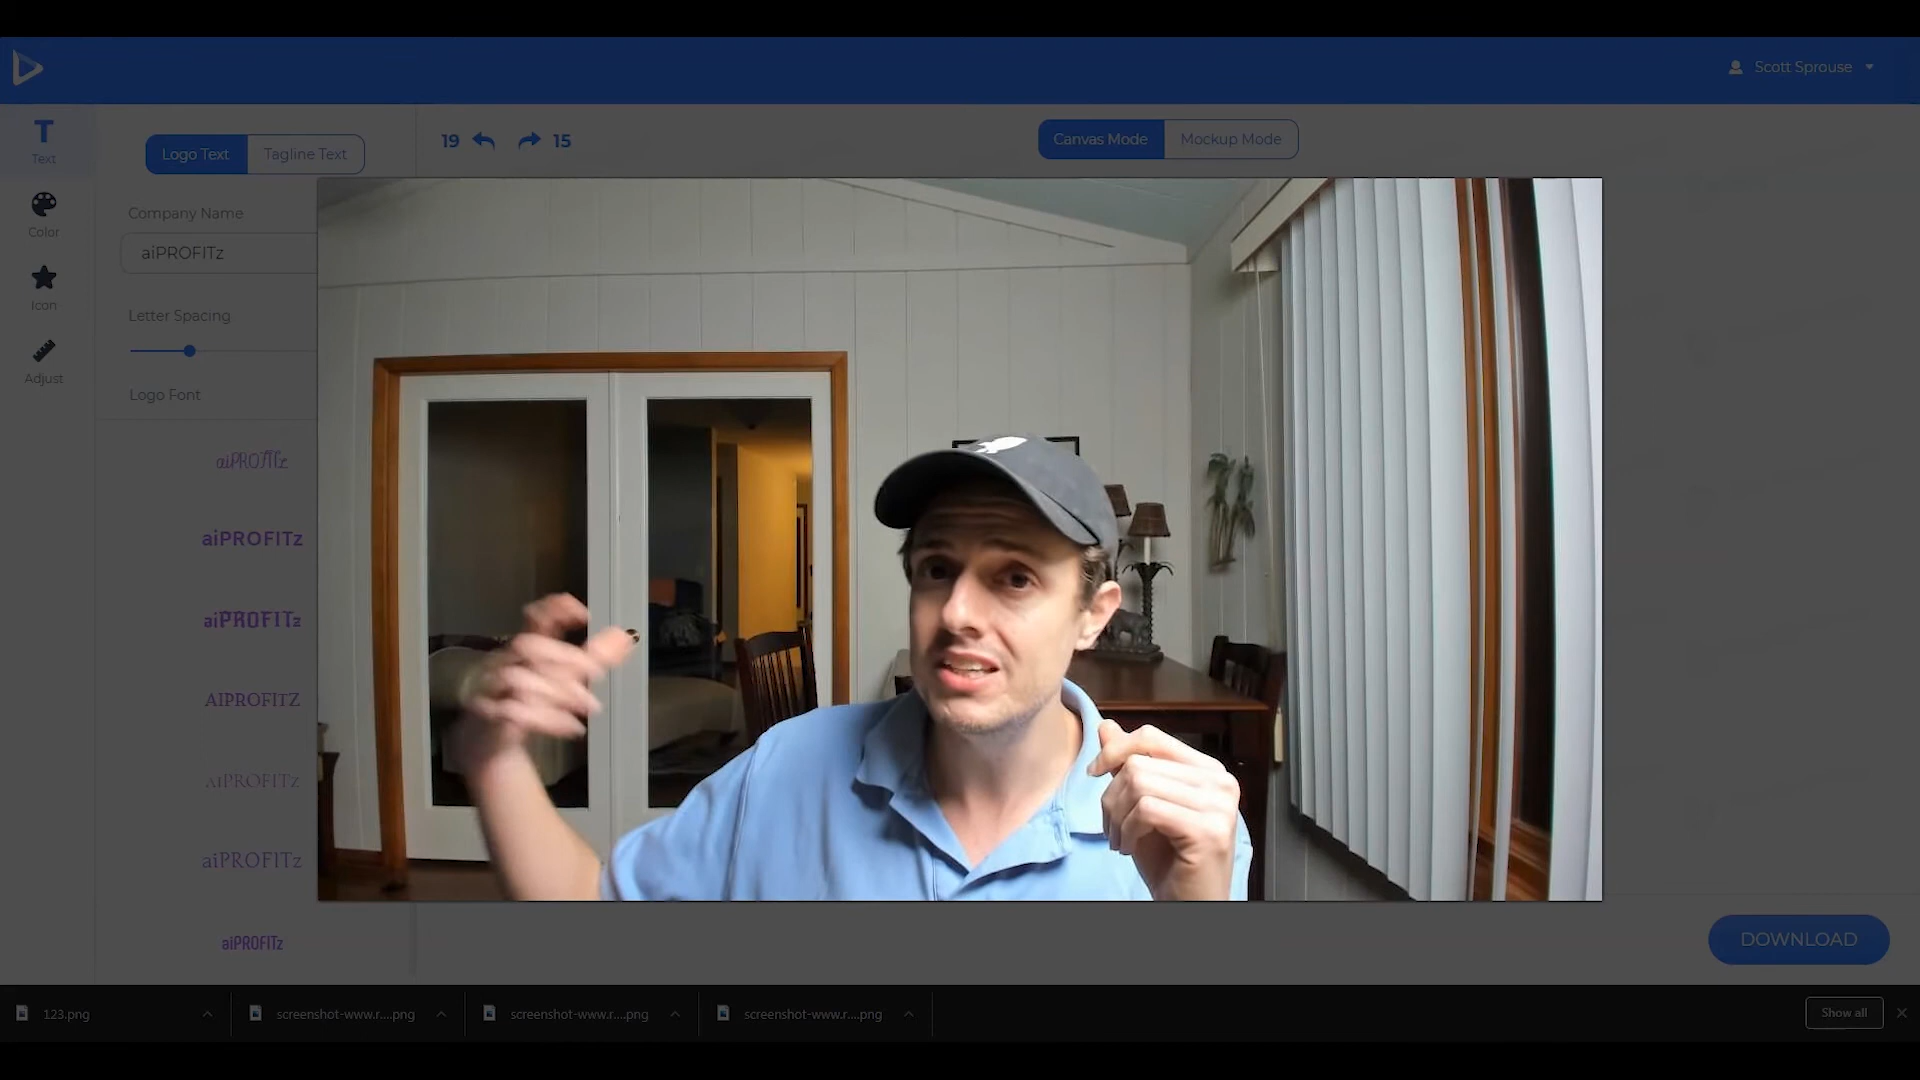 Scott Sprouse
T
Text
Logo Text
Tagline Text
19
15
Canvas Mode
Mockup Mode
Color
Company Name
aiPROFITz
Icon
Letter Spacing
Adjust
Logo Font
aiPROfITz
aiPROFITz
aiPROFITz
AIPROFITZ
AIPROFITZ
aiPROFITz
aiPROFITz
DOWNLOAD
123.png
screenshot-www.r....png
screenshot-www.r....png
screenshot-www.r....png
Show all